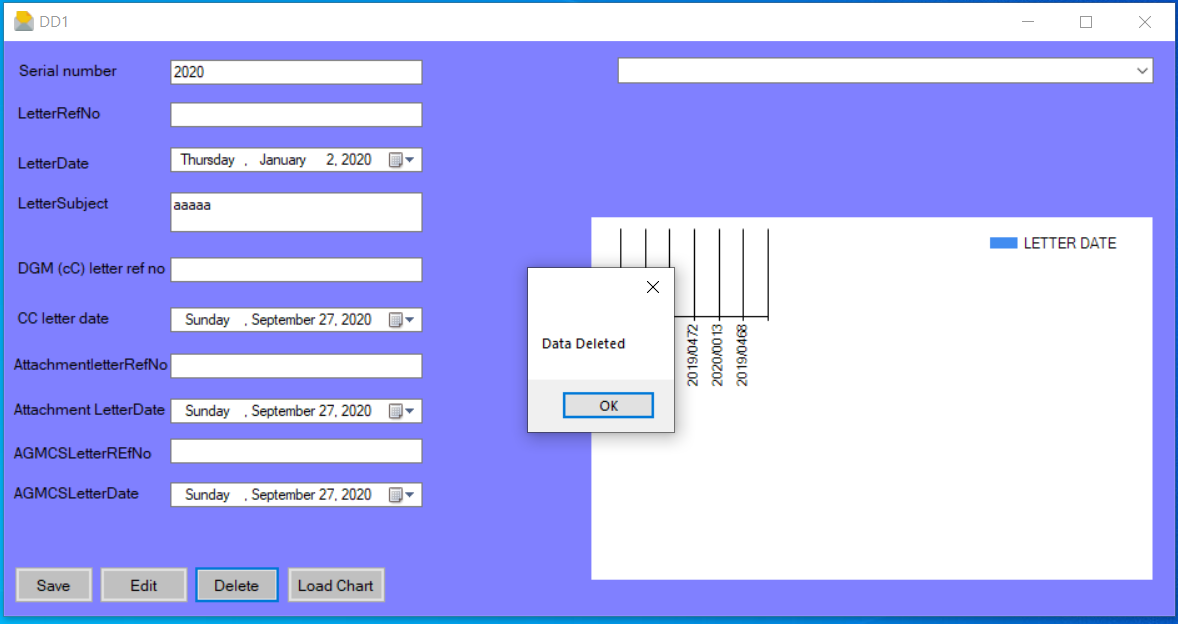 DD1
Serial number 2020
LetterRefNo
LetterDate Thursday , January 2, 2020
LetterSubject aaaaa
DGM (cC) letter ref no
CC letter date Sunday , September 27, 2020
AttachmentletterRefNo
Attachment LetterDate Sunday , September 27, 2020
AGMCSLetterREfNo
AGMCSLetterDate Sunday , September 27, 2020
Save Edit Delete Load Chart
LETTER DATE
2019/0472
2020/0013
2019/0468
Data Deleted
OK